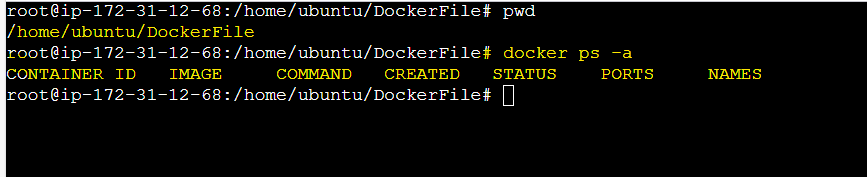 root@ip-172-31-12-68:/home/ubuntu/DockerFile# pwd
/home/ubuntu/DockerFile
root@ip-172-31-12-68:/home/ubuntu/DockerFile# docker ps -a
CONTAINER ID   IMAGE     COMMAND   CREATED   STATUS    PORTS     NAMES
root@ip-172-31-12-68:/home/ubuntu/DockerFile#